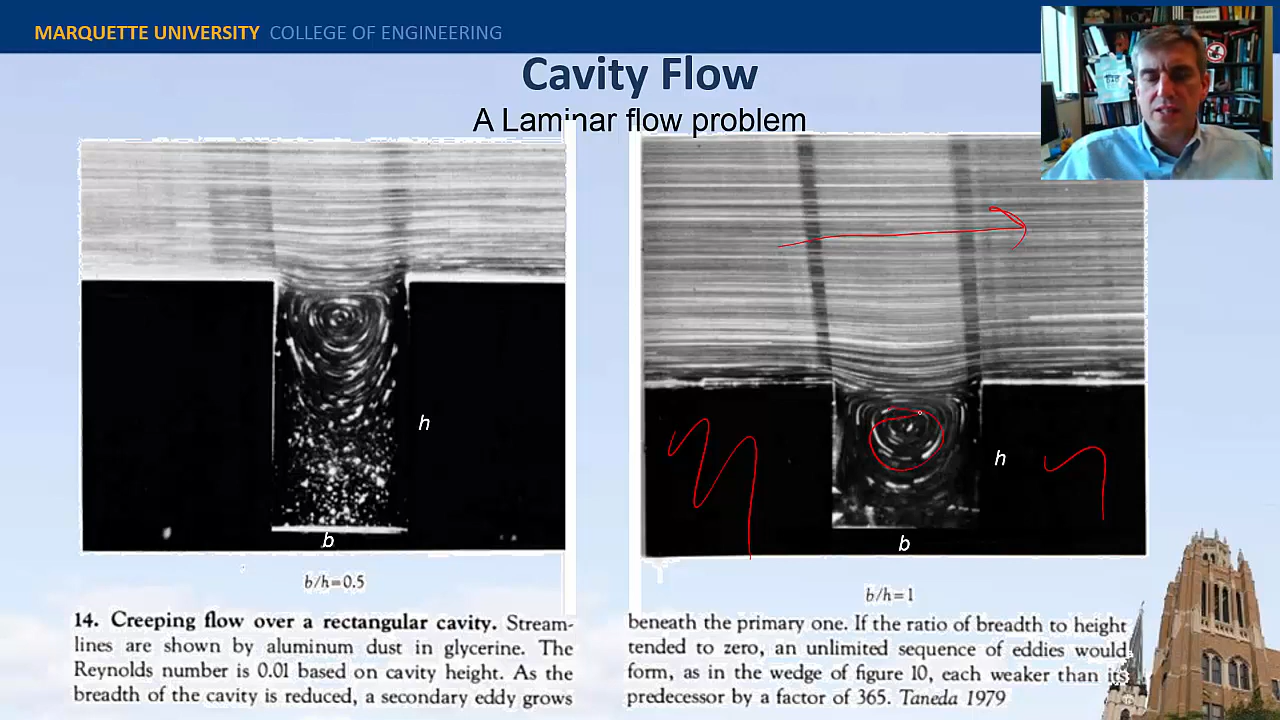 MARQUETTE UNIVERSITY COLLEGE OF ENGINEERING
Cavity Flow
A Laminar flow problem
h
b
b/h=0.5
14. Creeping flow over a rectangular cavity. Stream-
lines are shown by aluminum dust in glycerine. The
Reynolds number is 0.01 based on cavity height. As the
breadth of the cavity is reduced, a secondary eddy grows
h
b
b/h=1
beneath the primary one. If the ratio of breadth to height
tended to zero, an unlimited sequence of eddies would
form, as in the wedge of figure 10, each weaker than its
predecessor by a factor of 365. Taneda 1979